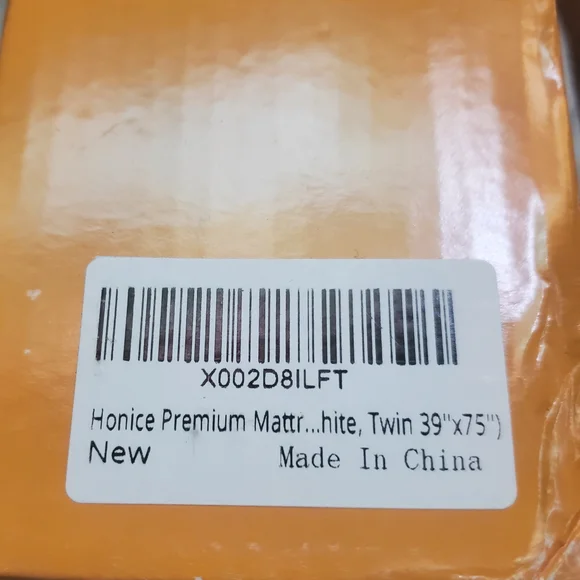 X002D8ILFT
Honice Premium Mattr...hite, Twin 39"x75")
New
Made In China